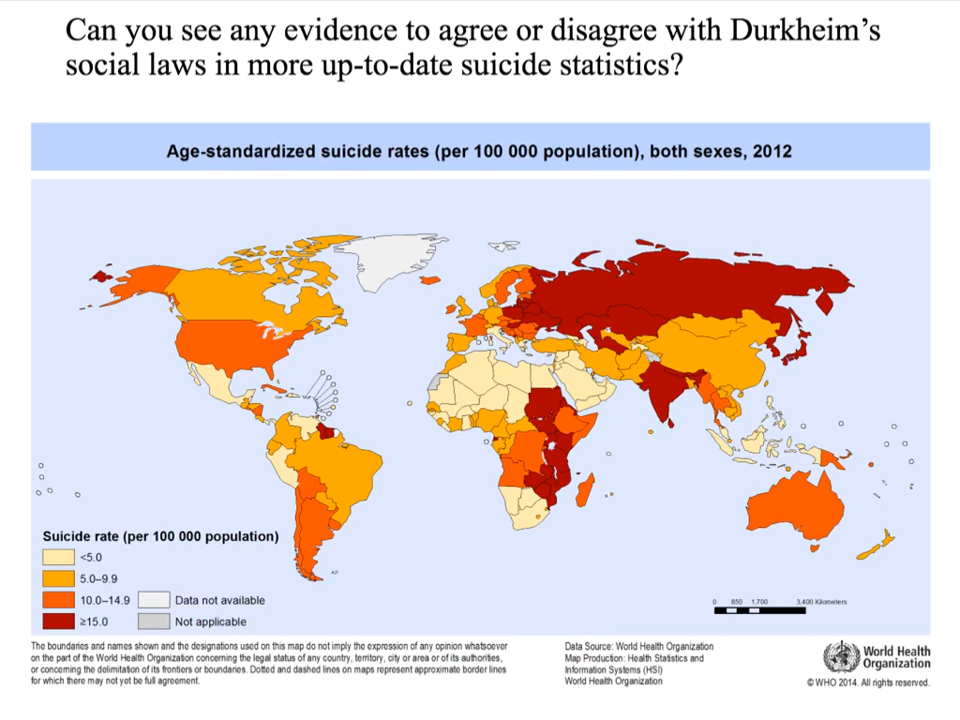 Can you see any evidence to agree or disagree with Durkheim’s
social laws in more up-to-date suicide statistics?
Age-standardized suicide rates (per 100 000 population), both sexes, 2012
Suicide rate (per 100 000 population)
<5.0
5.0–9.9
10.0–14.9
≥15.0
Data not available
Not applicable
0 850 1,700 3,400 Kilometers
The boundaries and names shown and the designations used on this map do not imply the expression of any opinion whatsoever
on the part of the World Health Organization concerning the legal status of any country, territory, city or area or of its authorities,
or concerning the delimitation of its frontiers or boundaries. Dotted and dashed lines on maps represent approximate border lines
for which there may not yet be full agreement.
Data Source: World Health Organization
Map Production: Health Statistics and
Information Systems (HSI)
World Health Organization
World Health
Organization
© WHO 2014. All rights reserved.